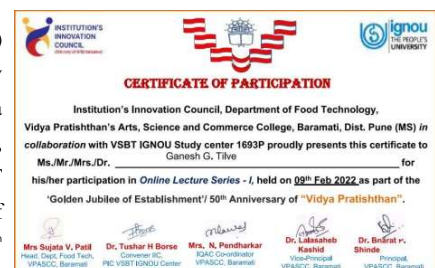 INSTITUTION'S
INNOVATION
COUNCIL
ignou
THE PEOPLE'S
UNIVERSITY
CERTIFICATE OF PARTICIPATION
Institution's Innovation Council, Department of Food Technology,
Vidya Pratishthan's Arts, Science and Commerce College, Baramati, Dist. Pune (MS) in
collaboration with VSBT IGNOU Study center 1693P proudly presents this certificate to
Ms./Mr./Mrs./Dr. Ganesh G. Tilve for
his/her participation in Online Lecture Series - I, held on 09th Feb 2022 as part of the
'Golden Jubilee of Establishment'/ 50th Anniversary of "Vidya Pratishthan".
Mrs Sujata V. Patil
Head. Dept. Food Tech,
VPASCC, Baramati
Dr. Tushar H Borse
Convener IIC,
PIC VSBT IGNOU Center
Mrs, N, Pendharkar
IQAC Co-ordinator
VPASCC, Baramati
Dr. Lalasaheb
Kashid
Vice-Principal
VPASCC, Baramati
Shinde
Principal,
VPASCC, Baramati